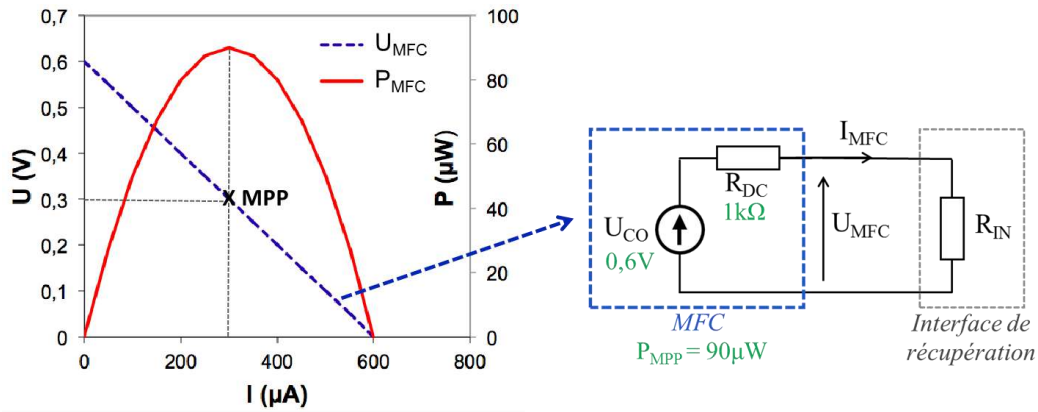 0,7
0,6
0,5
0,4
0,3
0,2
0,1
0
U (V)
0
200
400
600
800
I (µA)
100
80
60
40
20
0
P (µW)
U_MFC
P_MFC
MPP
U_CO
0,6V
R_DC
1kΩ
I_MFC
U_MFC
R_IN
MFC
P_MPP = 90µW
Interface de
récupération